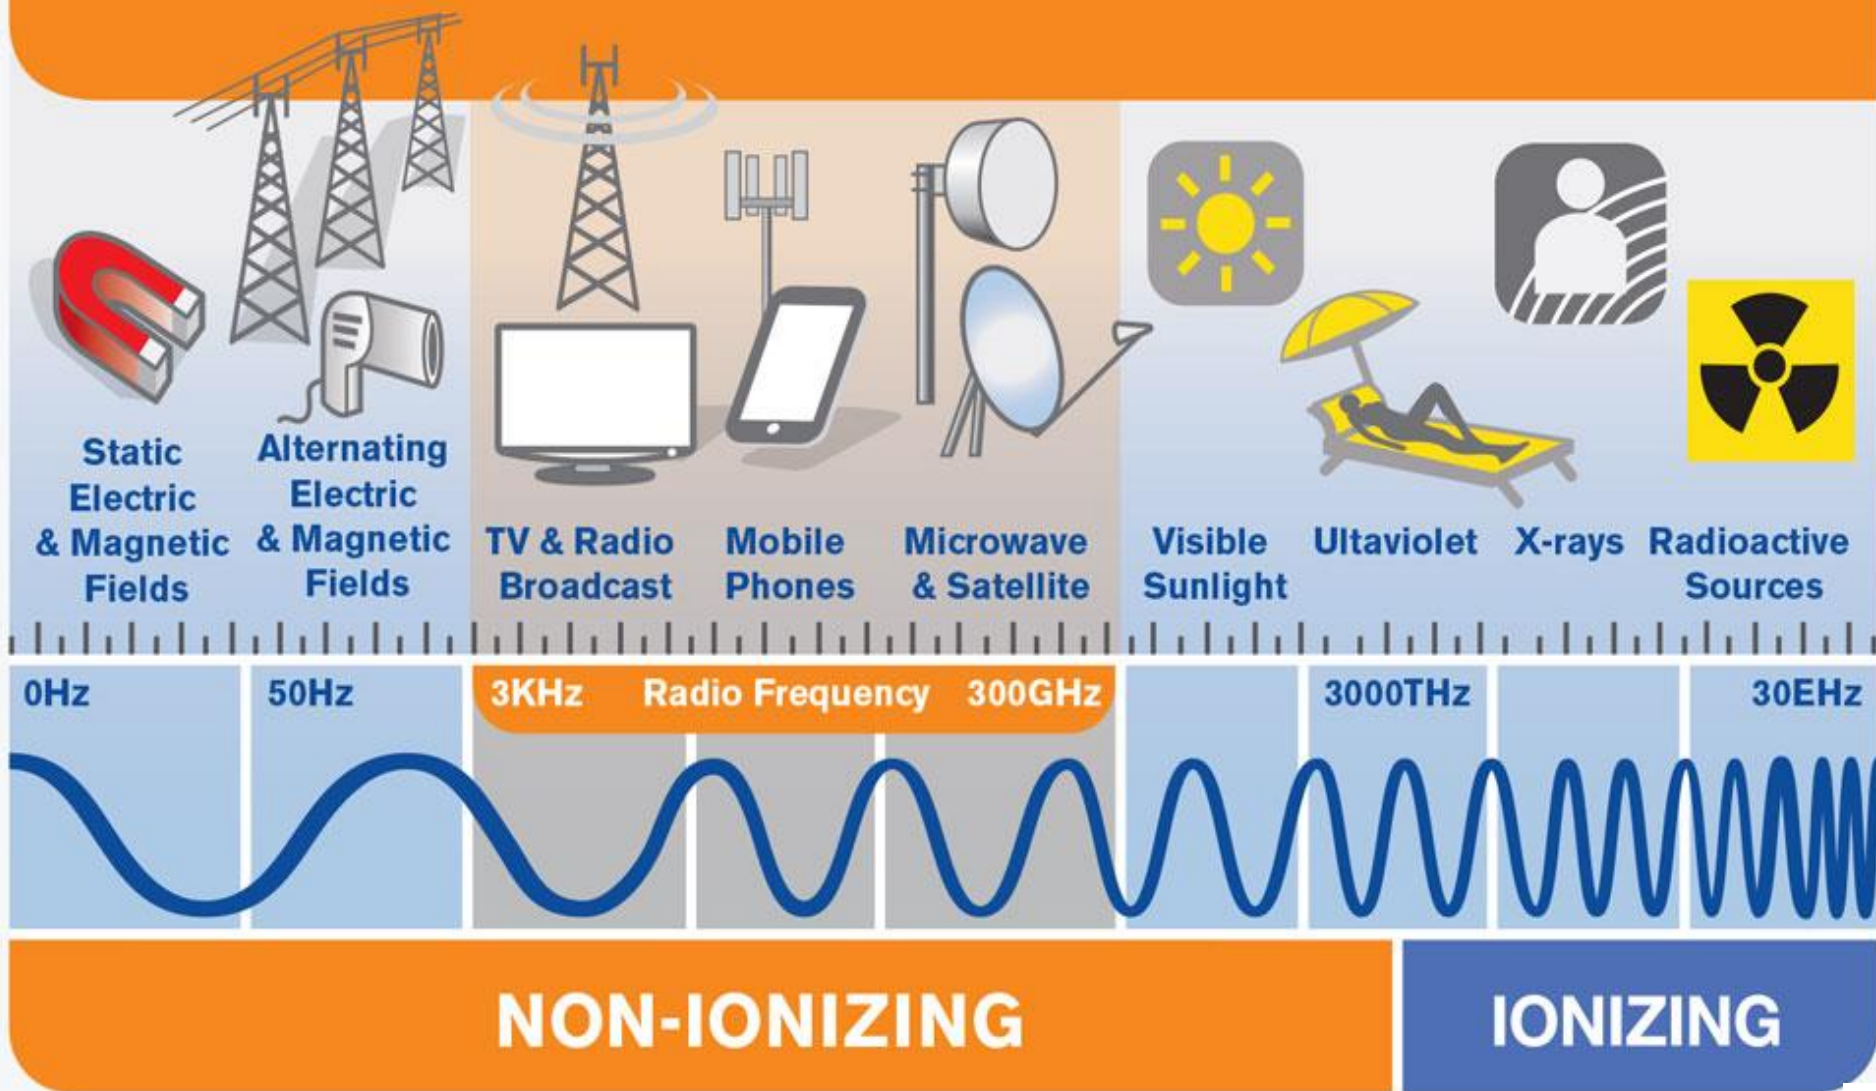 Static
Electric
& Magnetic
Fields
Alternating
Electric
& Magnetic
Fields
TV & Radio
Broadcast
Mobile
Phones
Microwave
& Satellite
Visible
Sunlight
Ultaviolet
X-rays
Radioactive
Sources
0Hz
50Hz
3KHz
Radio Frequency
300GHz
3000THz
30EHz
NON-IONIZING
IONIZING